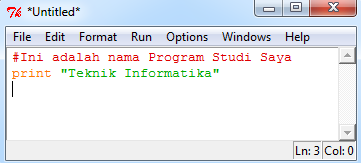 *Untitled*
File Edit Format Run Options Windows Help
#Ini adalah nama Program Studi Saya
print "Teknik Informatika"
Ln: 3 Col: 0